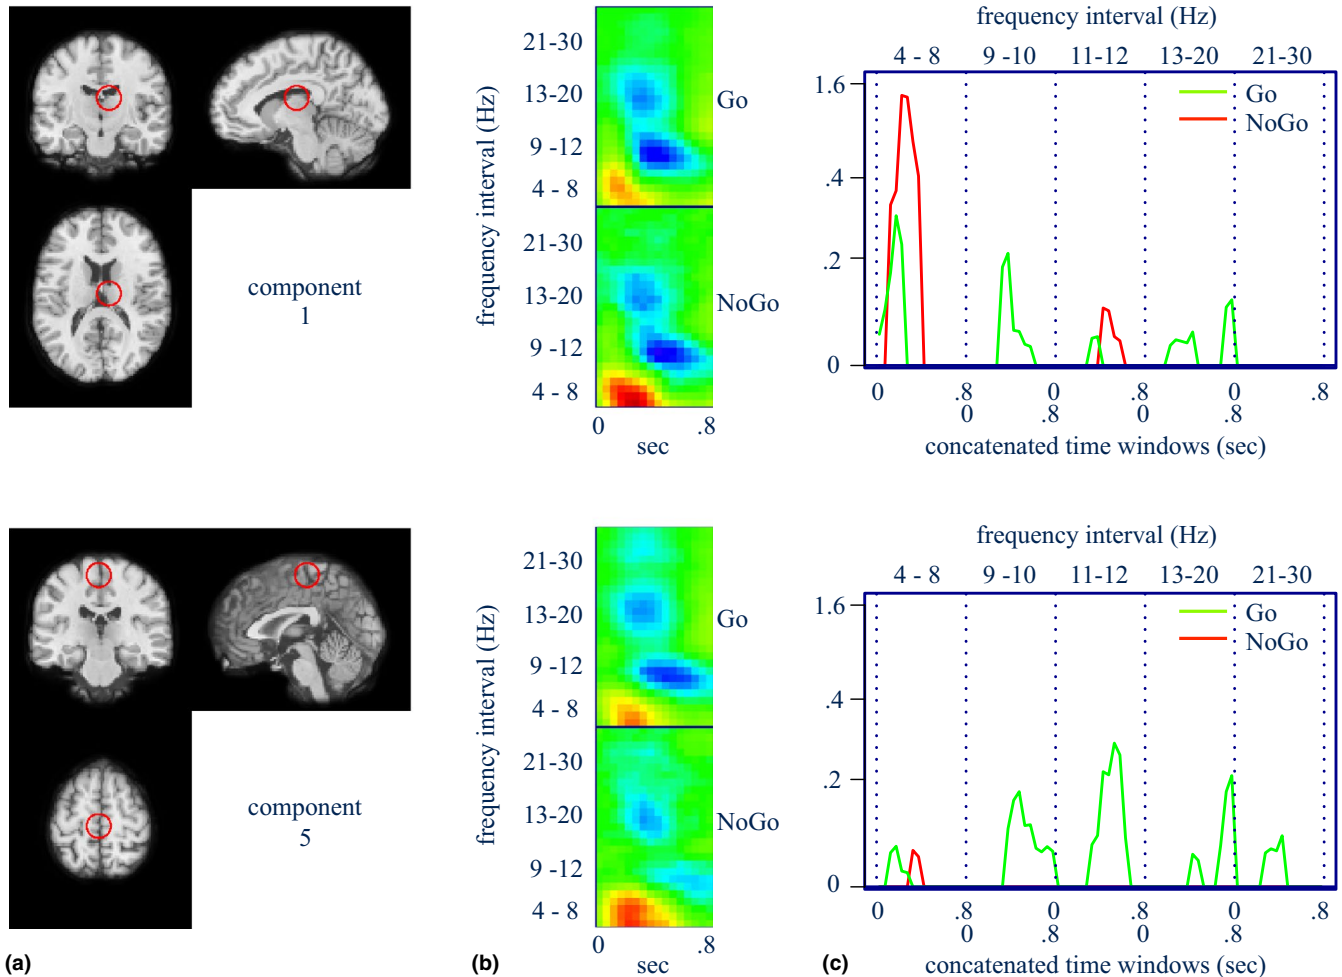 frequency interval (Hz)
4 - 8 9 -10 11-12 13-20 21-30
21-30
13-20
9 -12
4 - 8
frequency interval (Hz)
Go
21-30
13-20
9 -12
4 - 8
NoGo
0 .8
sec
component
1
1.6
.4
.2
0
Go
NoGo
0 .8 0 .8 0 .8 0 .8 0 .8
concatenated time windows (sec)
frequency interval (Hz)
4 - 8 9 -10 11-12 13-20 21-30
21-30
13-20
9 -12
4 - 8
frequency interval (Hz)
Go
21-30
13-20
9 -12
4 - 8
NoGo
0 .8
sec
component
5
1.6
.4
.2
0
Go
NoGo
0 .8 0 .8 0 .8 0 .8 0 .8
concatenated time windows (sec)
(a) (b) (c)